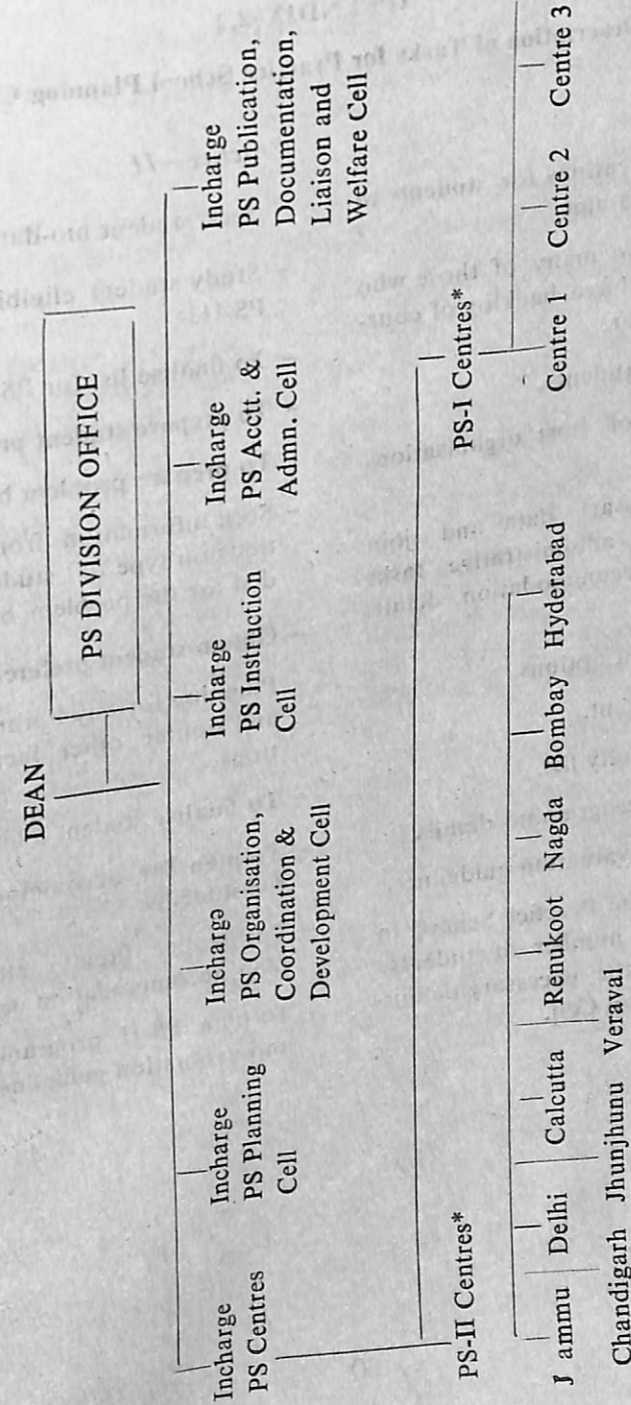 DEAN
PS DIVISION OFFICE
Incharge
PS Centres
Incharge
PS Planning
Cell
Incharge
PS Organisation,
Coordination &
Development Cell
Incharge
PS Instruction
Cell
Incharge
PS Acctt. &
Admn. Cell
Incharge
PS Publication,
Documentation,
Liaison and
Welfare Cell
PS-II Centres*
PS-I Centres*
Jammu Delhi Calcutta Renukoot Nagda Bombay Hyderabad
Chandigarh Jhunjhunu Veraval
Centre 1 Centre 2 Centre 3